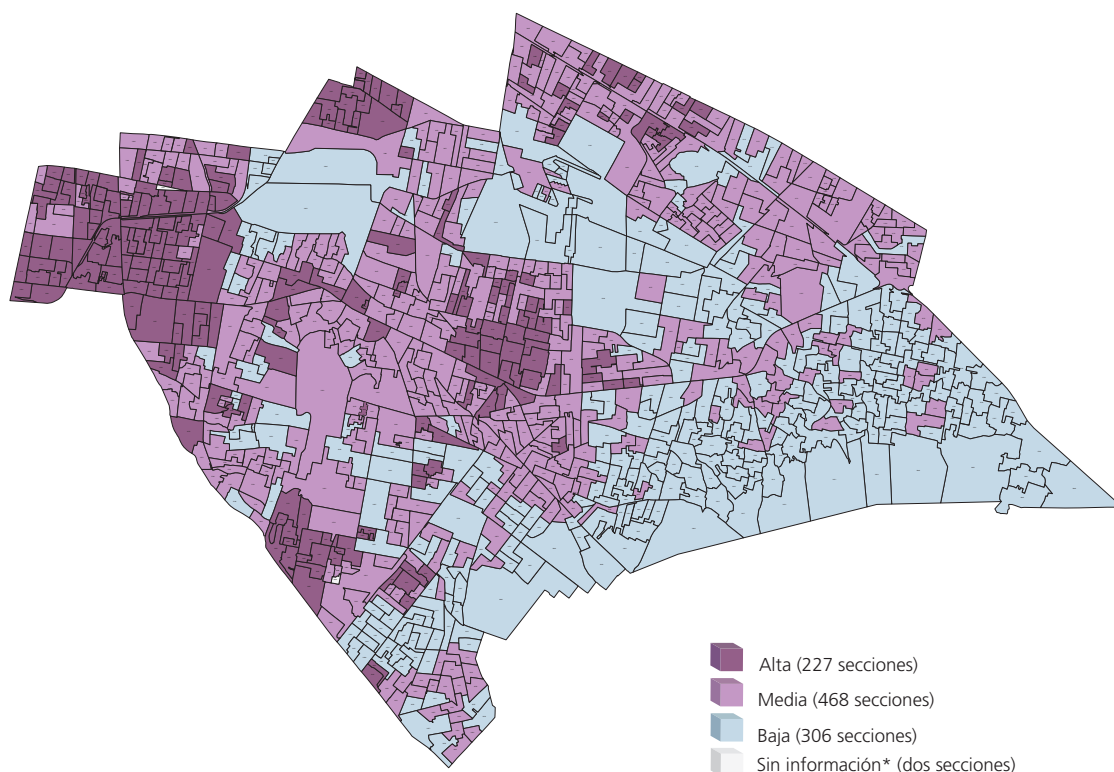 Alta (227 secciones)
Media (468 secciones)
Baja (306 secciones)
Sin información* (dos secciones)